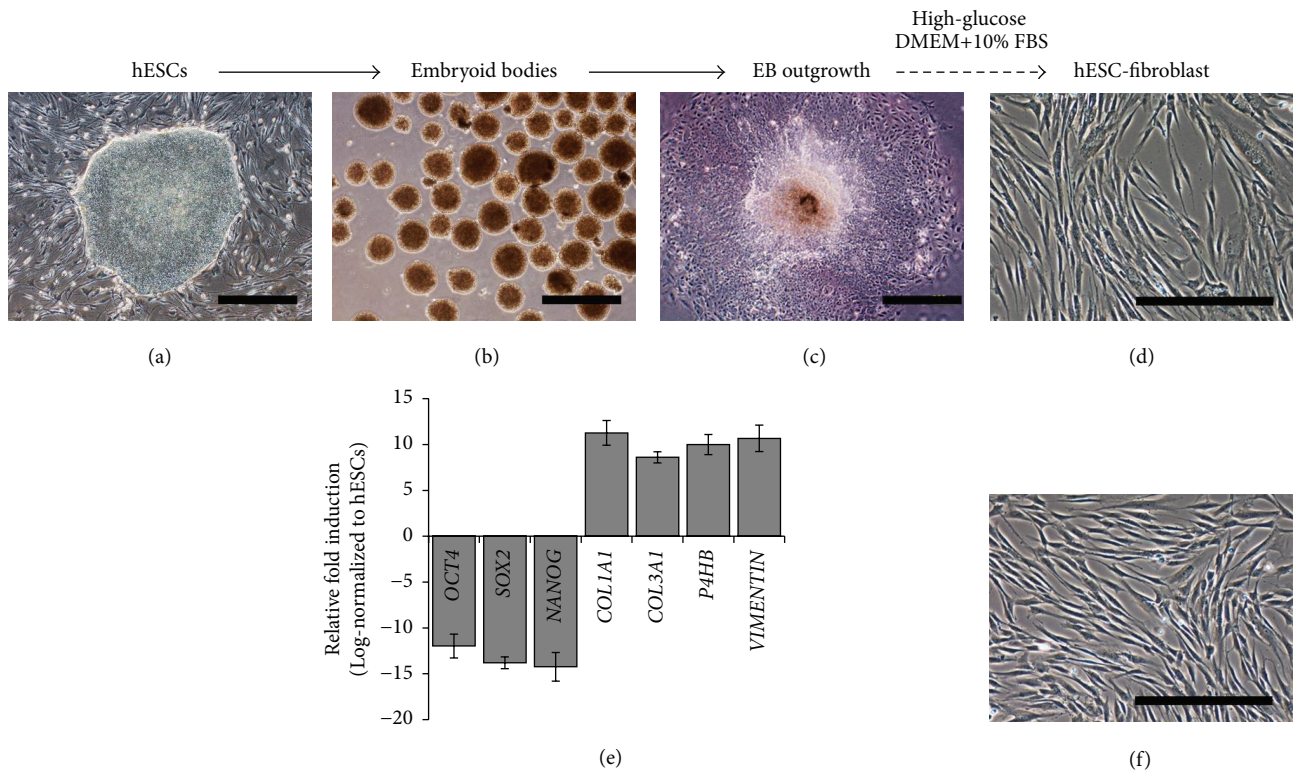 High-glucose
DMEM+10% FBS
hESCs
Embryoid bodies
EB outgrowth
hESC-fibroblast
(a)
(b)
(c)
(d)
Relative fold induction
(Log-normalized to hESCs)
15
10
5
0
−5
−10
−15
−20
OCT4
SOX2
NANOG
COL1A1
COL3A1
P4HB
VIMENTIN
(e)
(f)